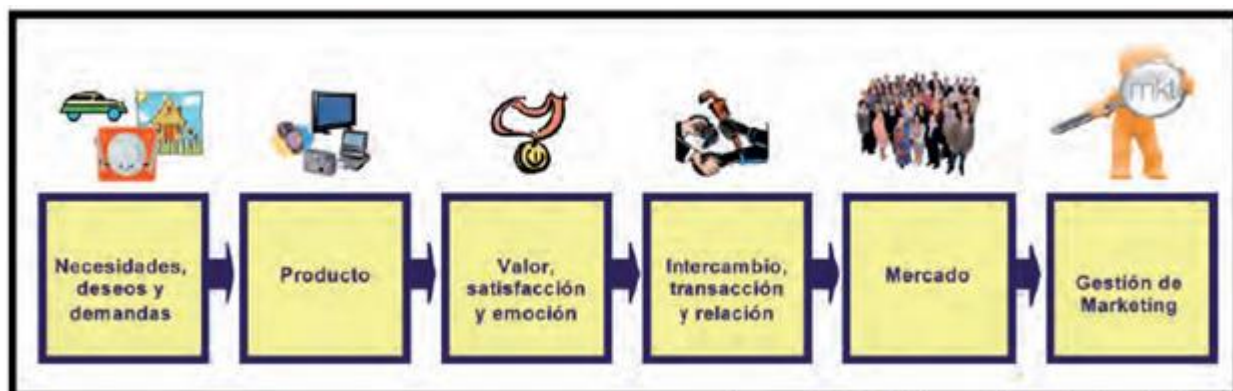 mkt
Necesidades,
deseos y
demandas
Producto
Valor,
satisfacción
y emoción
Intercambio,
transacción
y relación
Mercado
Gestión de
Marketing